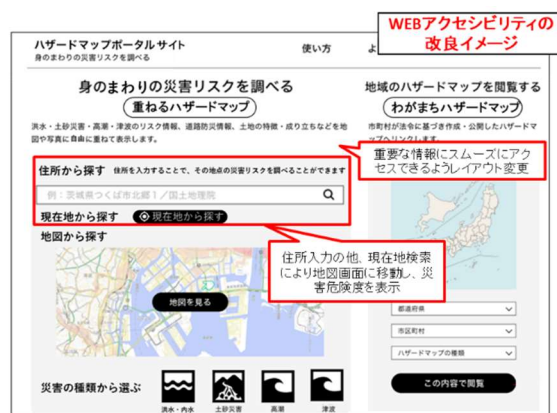 WEBアクセシビリティの
改良イメージ
ハザードマップポータルサイト
身のまわりの災害リスクを調べる
使い方
よ
身のまわりの災害リスクを調べる
重ねるハザードマップ
洪水・土砂災害・高潮・津波のリスク情報、道路防災情報、土地の特徴・成り立ちなどを地
図や写真に自由に重ねて表示します。
地域のハザードマップを閲覧する
わがまちハザードマップ
市町村が法令に基づき作成・公開したハザードマ
ップへリンクします。
重要な情報にスムーズにアク
セスできるようレイアウト変更
住所から探す 住所を入力することで、その地点の災害リスクを調べることができます
例：茨城県つくば市北郷１／国土地理院
現在地から探す 現在地から探す
地図から探す
住所入力の他、現在地検索
により地図画面に移動し、災
害危険度を表示
地図を見る
災害の種類から選ぶ
洪水・内水 土砂災害 高潮 津波
都道府県
市区町村
ハザードマップの種類
この内容で閲覧